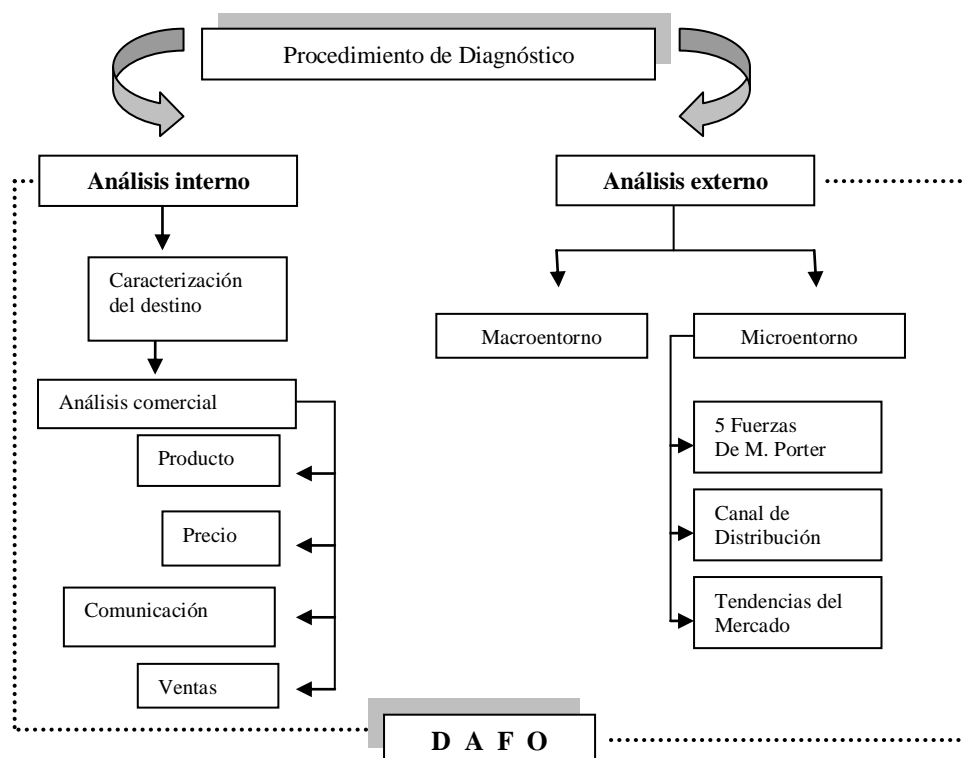 Procedimiento de Diagnóstico
Análisis interno
Análisis externo
Caracterización
del destino
Macroentorno
Microentorno
Análisis comercial
Producto
Precio
Comunicación
Ventas
5 Fuerzas
De M. Porter
Canal de
Distribución
Tendencias del
Mercado
D A F O